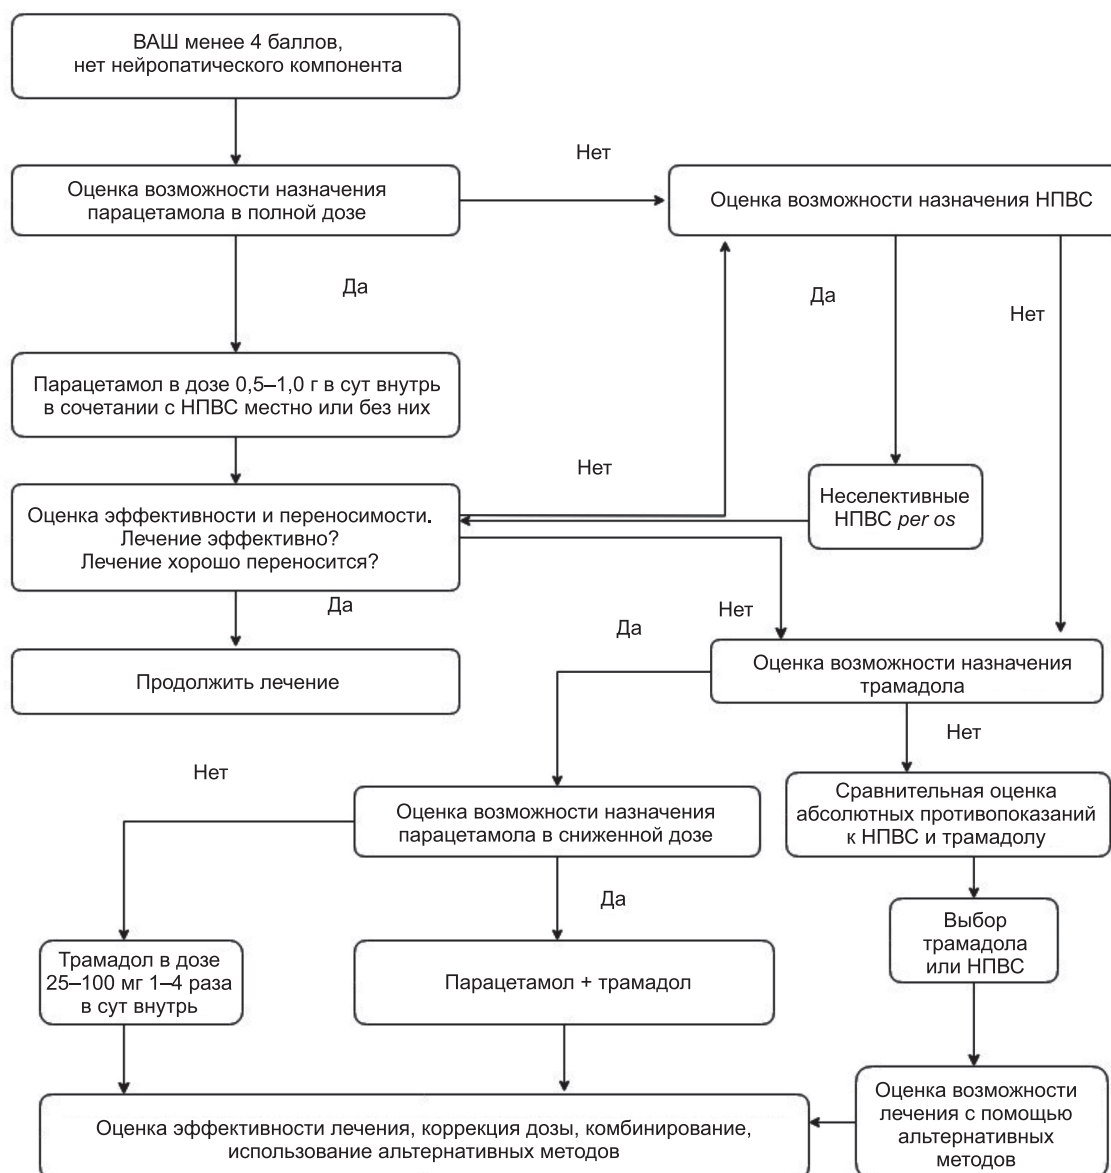 ВАШ менее 4 баллов,
нет нейропатического компонента
Нет
Оценка возможности назначения
парацетамола в полной дозе
Оценка возможности назначения НПВС
Да
Да
Нет
Парацетамол в дозе 0,5–1,0 г в сут внутрь
в сочетании с НПВС местно или без них
Нет
Неселективные
НПВС per os
Оценка эффективности и переносимости.
Лечение эффективно?
Лечение хорошо переносится?
Да
Нет
Да
Продолжить лечение
Оценка возможности назначения
трамадола
Нет
Нет
Оценка возможности назначения
парацетамола в сниженной дозе
Сравнительная оценка
абсолютных противопоказаний
к НПВС и трамадолу
Да
Выбор
трамадола
или НПВС
Трамадол в дозе
25–100 мг 1–4 раза
в сут внутрь
Парацетамол + трамадол
Оценка эффективности лечения, коррекция дозы, комбинирование,
использование альтернативных методов
Оценка возможности
лечения с помощью
альтернативных
методов